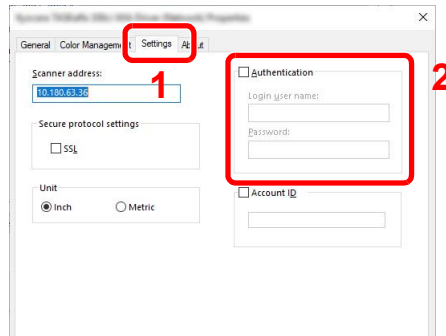 Properties
General Color Management Settings About
1
2
Scanner address:
10.180.63.36
Secure protocol settings
SSL
Unit
Inch Metric
Authentication
Login user name:
Password:
Account ID